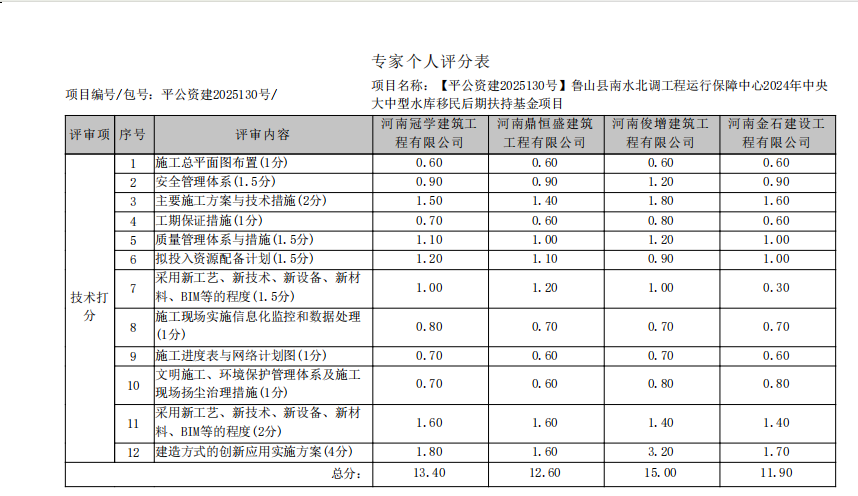 专家个人评分表
项目编号/包号：平公资建2025130号/
项目名称：【平公资建2025130号】鲁山县南水北调工程运行保障中心2024年中央
大中型水库移民后期扶持基金项目
评审项 序号 评审内容 河南冠学建筑工程有限公司 河南鼎恒盛建筑工程有限公司 河南俊增建筑工程有限公司 河南金石建设工程有限公司
技术打分
1 施工总平面图布置(1分) 0.60 0.60 0.60 0.60
2 安全管理体系(1.5分) 0.90 0.90 1.20 0.90
3 主要施工方案与技术措施(2分) 1.50 1.40 1.80 1.60
4 工期保证措施(1分) 0.70 0.60 0.80 0.60
5 质量管理体系与措施(1.5分) 1.10 1.00 1.20 1.00
6 拟投入资源配备计划(1.5分) 1.20 1.10 0.90 1.00
7 采用新工艺、新技术、新设备、新材料、BIM等的程度(1.5分) 1.00 1.20 1.00 0.30
8 施工现场实施信息化监控和数据处理(1分) 0.80 0.70 0.70 0.70
9 施工进度表与网络计划图(1分) 0.70 0.60 0.70 0.60
10 文明施工、环境保护管理体系及施工现场扬尘治理措施(1分) 0.70 0.60 0.80 0.80
11 采用新工艺、新技术、新设备、新材料、BIM等的程度(2分) 1.60 1.60 1.40 1.40
12 建造方式的创新应用实施方案(4分) 1.80 1.60 3.20 1.70
总分： 13.40 12.60 15.00 11.90